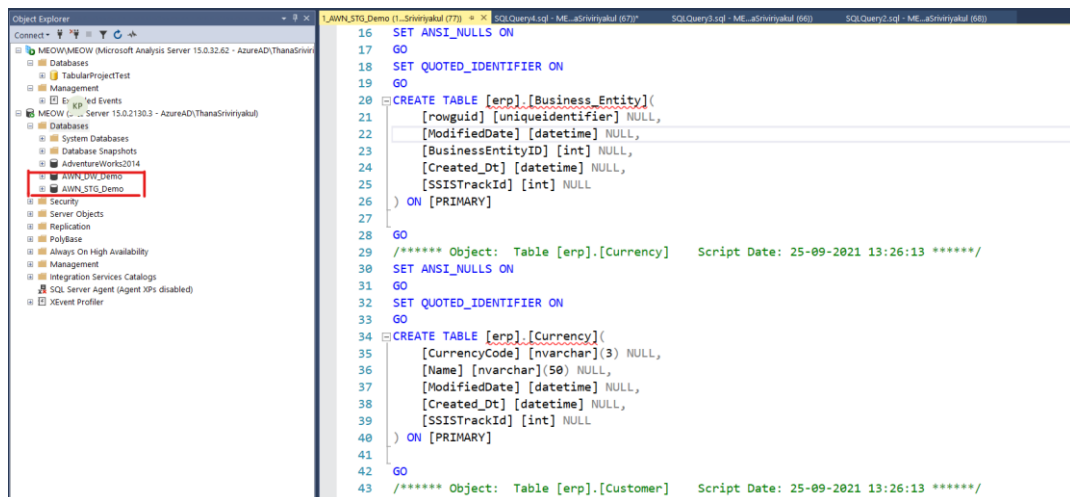 Object Explorer
Connect
MEOW\MEOW (Microsoft Analysis Server 15.0.32.62 - AzureAD\ThanaSriviri
Databases
TabularProjectTest
Management
KP
MEOW ( Server 15.0.2130.3 - AzureAD\ThanaSriviriyakul)
Databases
System Databases
Database Snapshots
AdventureWorks2014
AWN_DW_Demo
AWN_STG_Demo
Security
Server Objects
Replication
PolyBase
Always On High Availability
Management
Integration Services Catalogs
SQL Server Agent (Agent XPs disabled)
XEvent Profiler
1_AWN_STG_Demo (1...Sriviriyakul (77)) SQLQuery4.sql - ME...aSriviriyakul (67))* SQLQuery3.sql - ME...aSriviriyakul (66)) SQLQuery2.sql - ME...aSriviriyakul (68))
16 SET ANSI_NULLS ON
17 GO
18 SET QUOTED_IDENTIFIER ON
19 GO
20 CREATE TABLE [erp].[Business_Entity](
21 [rowguid] [uniqueidentifier] NULL,
22 [ModifiedDate] [datetime] NULL,
23 [BusinessEntityID] [int] NULL,
24 [Created_Dt] [datetime] NULL,
25 [SSISTrackId] [int] NULL
26 ) ON [PRIMARY]
27
28 GO
29 /****** Object: Table [erp].[Currency] Script Date: 25-09-2021 13:26:13 ******/
30 SET ANSI_NULLS ON
31 GO
32 SET QUOTED_IDENTIFIER ON
33 GO
34 CREATE TABLE [erp].[Currency](
35 [CurrencyCode] [nvarchar](3) NULL,
36 [Name] [nvarchar](50) NULL,
37 [ModifiedDate] [datetime] NULL,
38 [Created_Dt] [datetime] NULL,
39 [SSISTrackId] [int] NULL
40 ) ON [PRIMARY]
41
42 GO
43 /****** Object: Table [erp].[Customer] Script Date: 25-09-2021 13:26:13 ******/